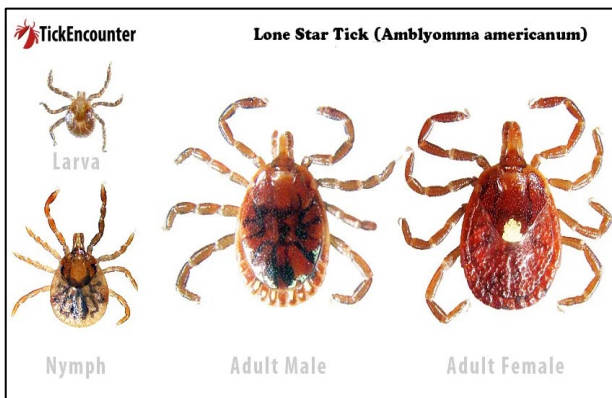 TickEncounter
Lone Star Tick (Amblyomma americanum)
Larva
Nymph
Adult Male
Adult Female